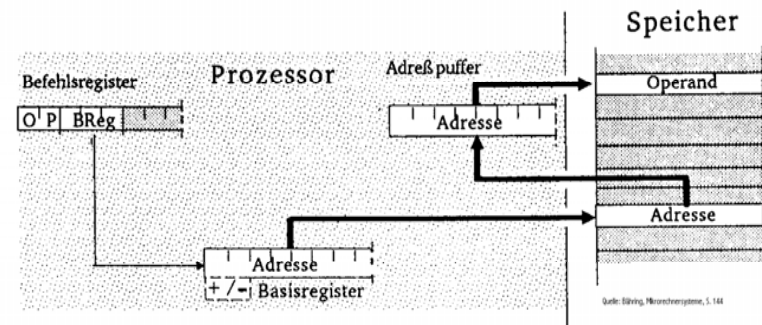 Speicher
Prozessor
Befehlsregister
Adreß puffer
Operand
O P BReg
Adresse
Adresse
Adresse
+ /- Basisregister
Quelle: Bähring, Mikrorechnersysteme, S. 144